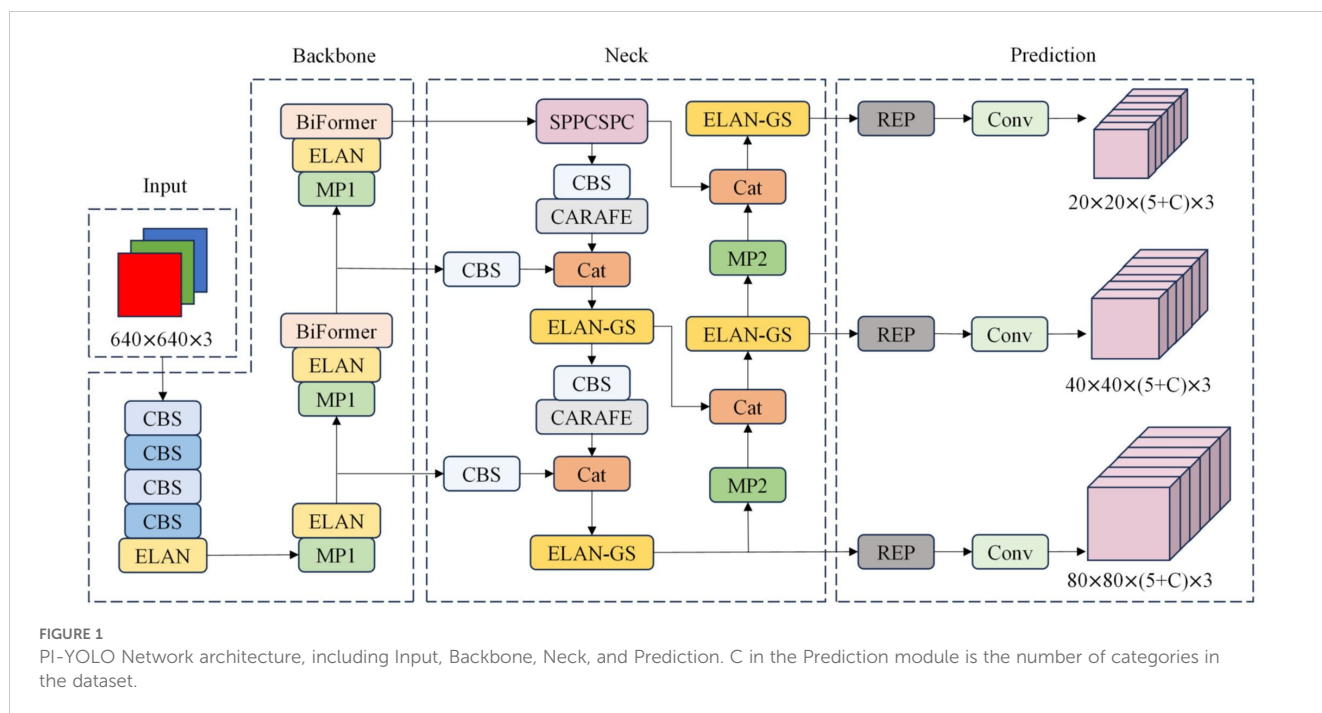 Backbone
Neck
Prediction
BiFormer
ELAN
MP1
SPPCSPC
CBS
CARAFE
ELAN-GS
Cat
REP
Conv
20×20×(5+C)×3
Input
640×640×3
CBS
Cat
MP2
BiFormer
ELAN
MP1
ELAN-GS
CBS
CARAFE
ELAN-GS
Cat
REP
Conv
40×40×(5+C)×3
CBS
CBS
CBS
CBS
ELAN
ELAN
MP1
CBS
Cat
MP2
ELAN-GS
REP
Conv
80×80×(5+C)×3
FIGURE 1
PI-YOLO Network architecture, including Input, Backbone, Neck, and Prediction. C in the Prediction module is the number of categories in
the dataset.